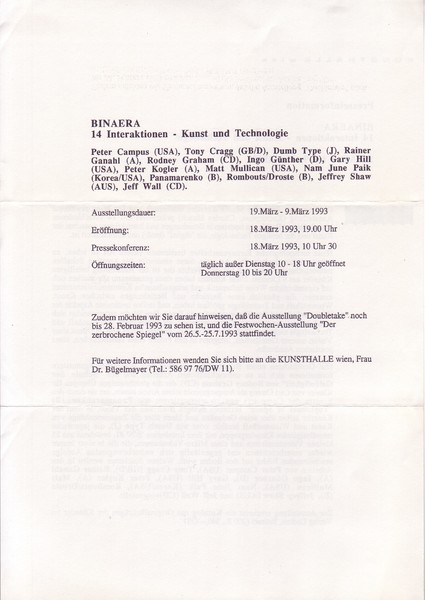 BINAERA
14 Interaktionen - Kunst und Technologie
Peter Campus (USA), Tony Cragg (GB/D), Dumb Type (J), Rainer
Ganahl (A), Rodney Graham (CD), Ingo Günther (D), Gary Hill
(USA), Peter Kogler (A), Matt Mullican (USA), Nam June Paik
(Korea/USA), Panamarenko (B), Rombouts/Droste (B), Jeffrey Shaw
(AUS), Jeff Wall (CD).
Ausstellungsdauer: 19.März - 9.März 1993
Eröffnung: 18.März 1993, 19.00 Uhr
Pressekonferenz: 18.März 1993, 10 Uhr 30
Öffnungszeiten: täglich außer Dienstag 10 - 18 Uhr geöffnet
Donnerstag 10 bis 20 Uhr
Zudem möchten wir Sie darauf hinweisen, daß die Ausstellung "Doubletake" noch
bis 28. Februar 1993 zu sehen ist, und die Festwochen-Ausstellung "Der
zerbrochene Spiegel" vom 26.5.-25.7.1993 stattfindet.
Für weitere Informationen wenden Sie sich bitte an die KUNSTHALLE wien, Frau
Dr. Bügelmayer (Tel.: 586 97 76/DW 11).